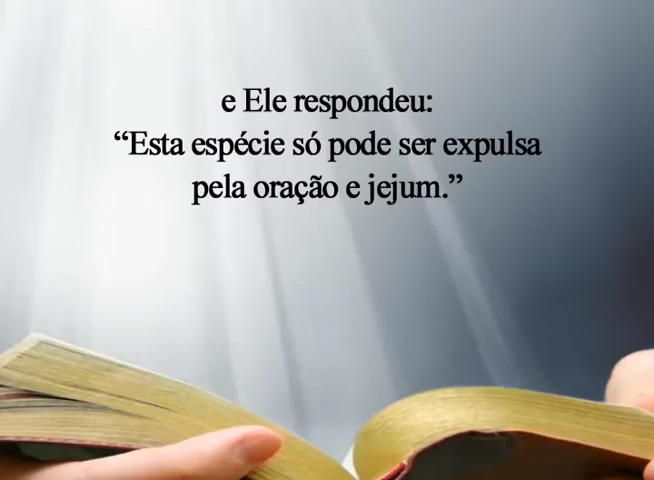 e Ele respondeu:
“Esta espécie só pode ser expulsa
pela oração e jejum.”